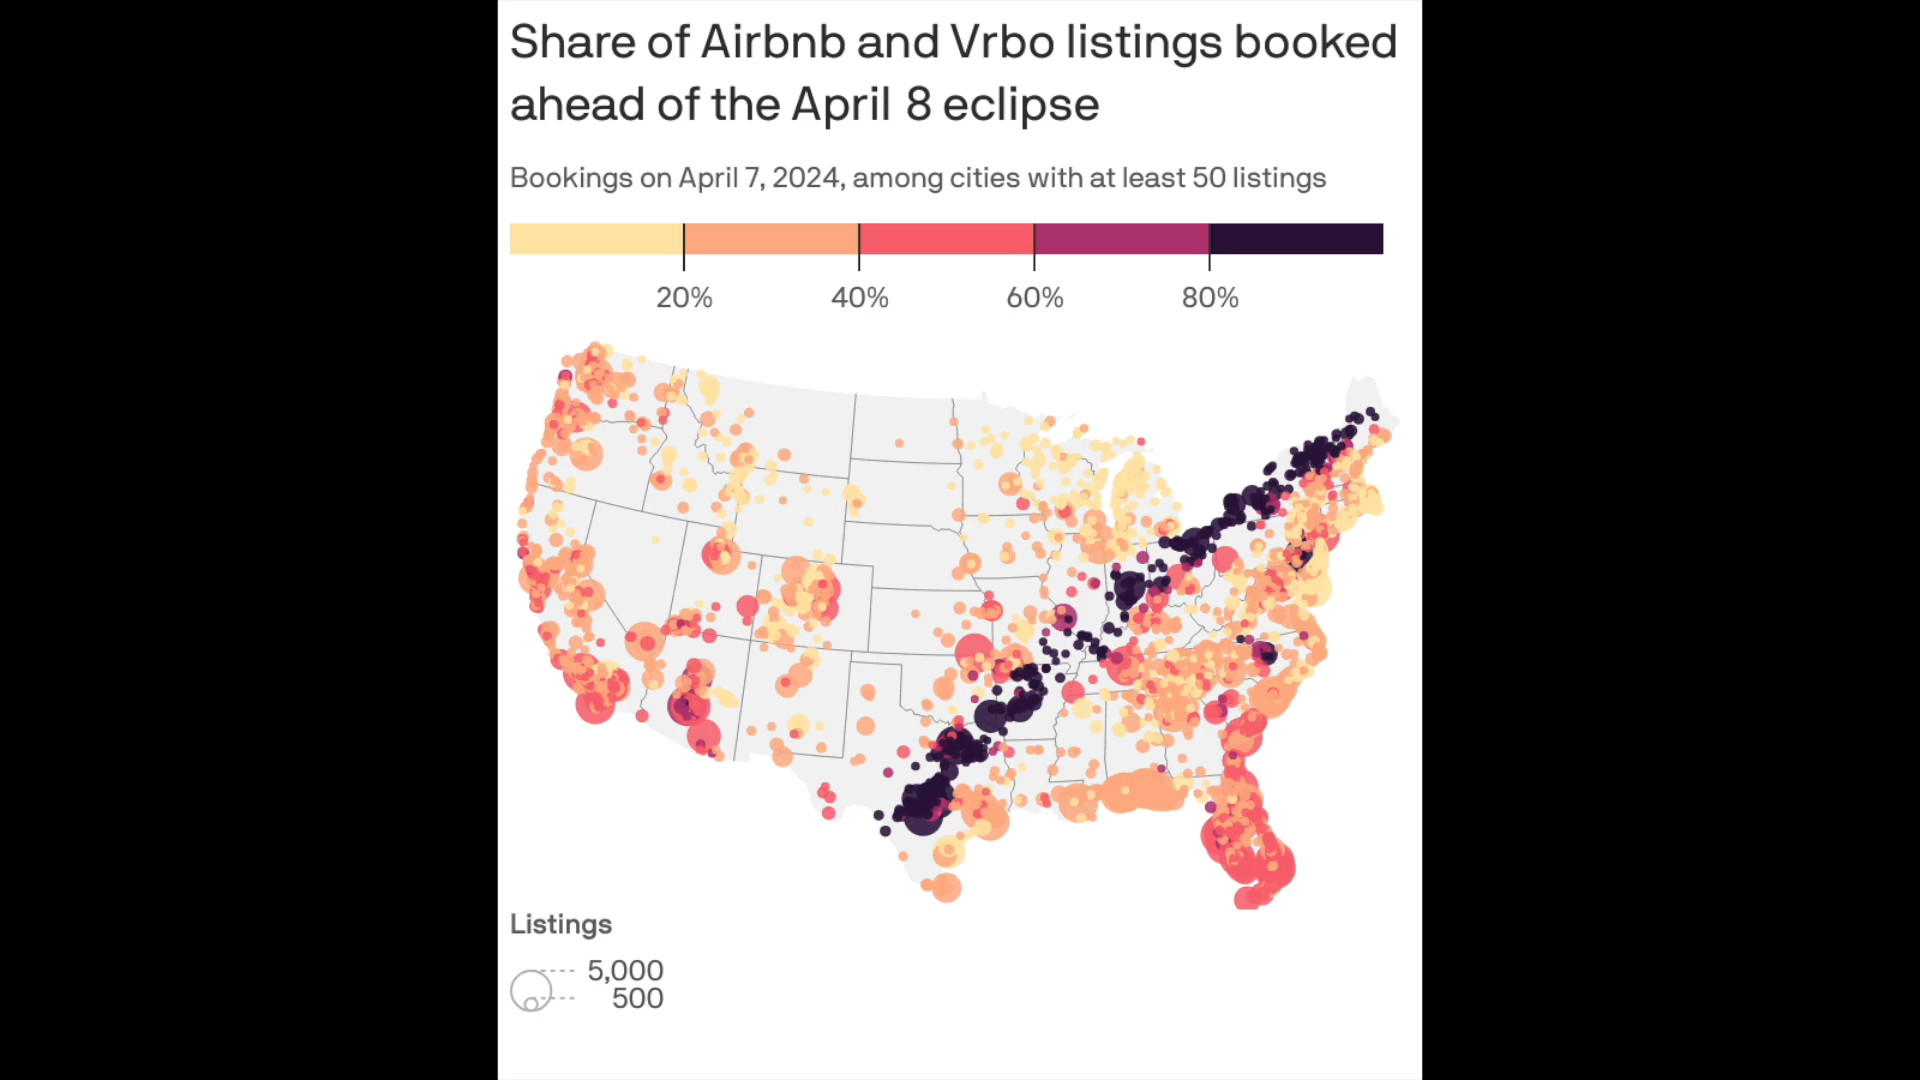 Share of Airbnb and Vrbo listings booked
ahead of the April 8 eclipse
Bookings on April 7, 2024, among cities with at least 50 listings
20% 40% 60% 80%
Listings
5,000
500